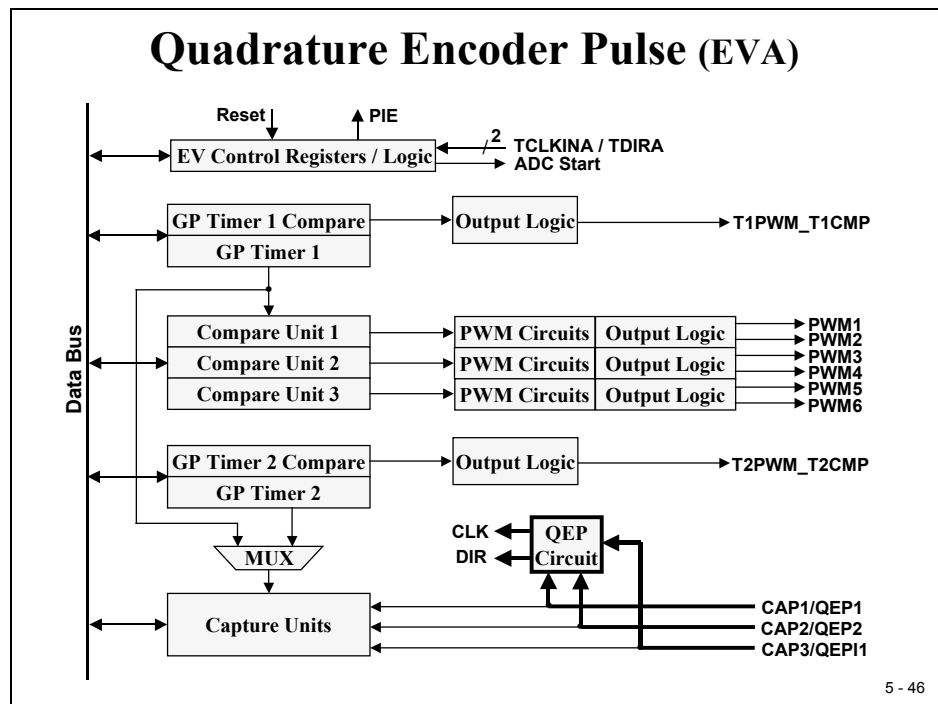 Quadrature Encoder Pulse (EVA)
Reset
PIE
2
EV Control Registers / Logic
TCLKINA / TDIRA
ADC Start
GP Timer 1 Compare
Output Logic
T1PWM_T1CMP
GP Timer 1
Data Bus
Compare Unit 1
PWM Circuits
Output Logic
PWM1
PWM2
Compare Unit 2
PWM Circuits
Output Logic
PWM3
PWM4
Compare Unit 3
PWM Circuits
Output Logic
PWM5
PWM6
GP Timer 2 Compare
Output Logic
T2PWM_T2CMP
GP Timer 2
CLK
DIR
QEP
Circuit
MUX
Capture Units
CAP1/QEP1
CAP2/QEP2
CAP3/QEPI1
5 - 46